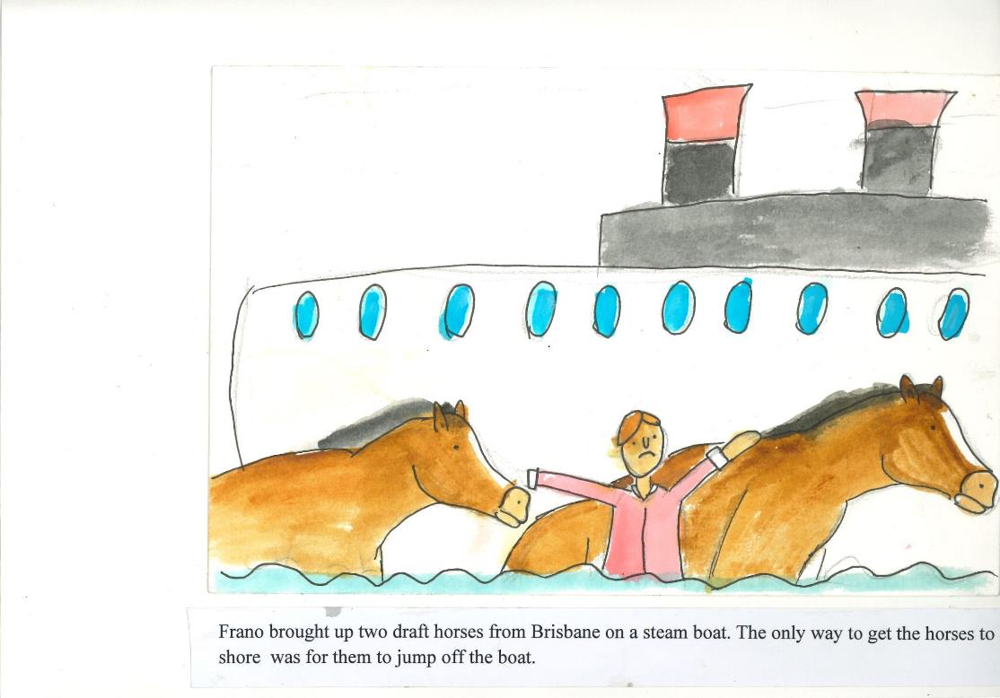 Frano brought up two draft horses from Brisbane on a steam boat. The only way to get the horses to
shore  was for them to jump off the boat.